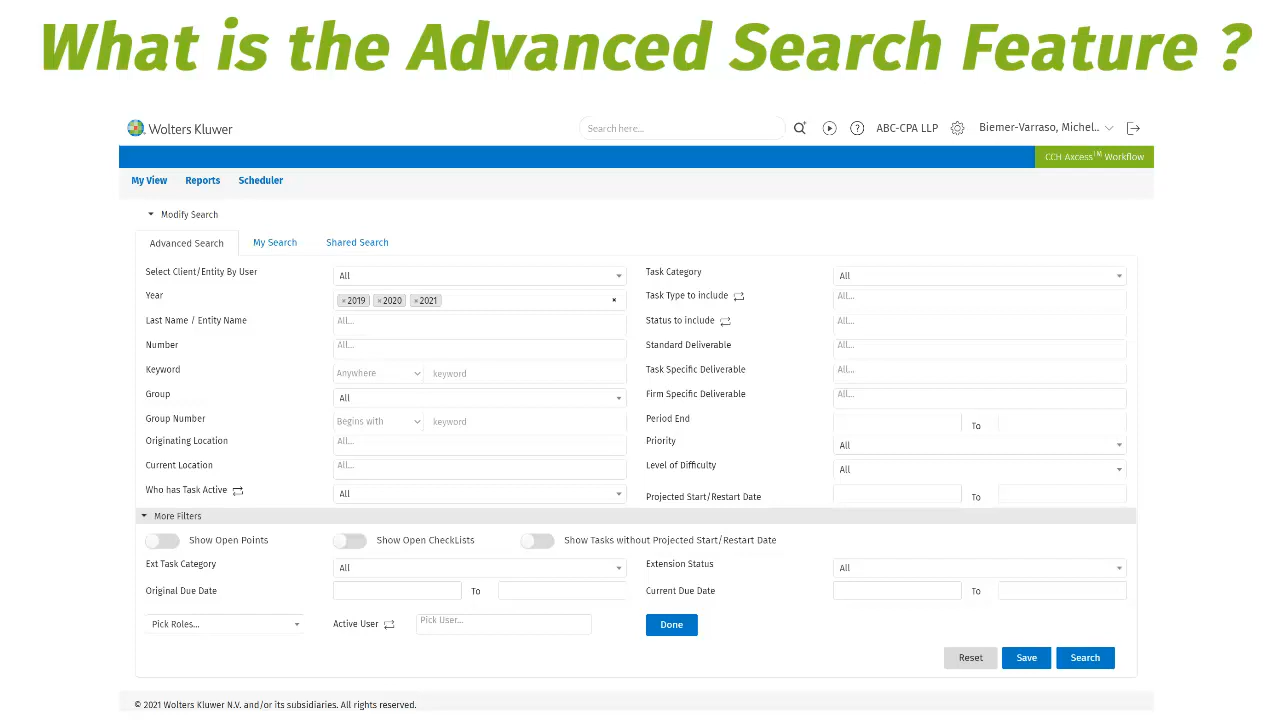 What is the Advanced Search Feature ?
Wolters Kluwer
Search here...
ABC-CPA LLP
Biemer-Varraso, Michel..
CCH Axcess™ Workflow
My View Reports Scheduler
Modify Search
Advanced Search My Search Shared Search
Select Client/Entity By User All Task Category All
Year × 2019 × 2020 × 2021 × Task Type to include All...
Last Name / Entity Name All... Status to include All...
Number All... Standard Deliverable All...
Keyword Anywhere keyword Task Specific Deliverable All...
Group All Firm Specific Deliverable All...
Group Number Begins with keyword Period End To
Originating Location All... Priority All
Current Location All... Level of Difficulty All
Who has Task Active All Projected Start/Restart Date To
More Filters
Show Open Points Show Open CheckLists Show Tasks without Projected Start/Restart Date
Ext Task Category All Extension Status All
Original Due Date To Current Due Date To
Pick Roles... Active User Pick User... Done
Reset Save Search
© 2021 Wolters Kluwer N.V. and/or its subsidiaries. All rights reserved.